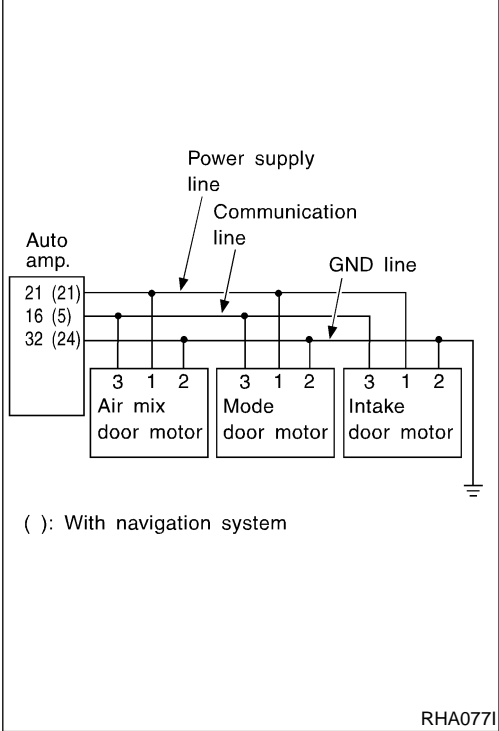 Power supply
line
Communication
line
Auto
amp.
GND line
21 (21)
16 (5)
32 (24)
3 1 2 3 1 2 3 1 2
Air mix
door motor
Mode
door motor
Intake
door motor
( ): With navigation system
RHA077I